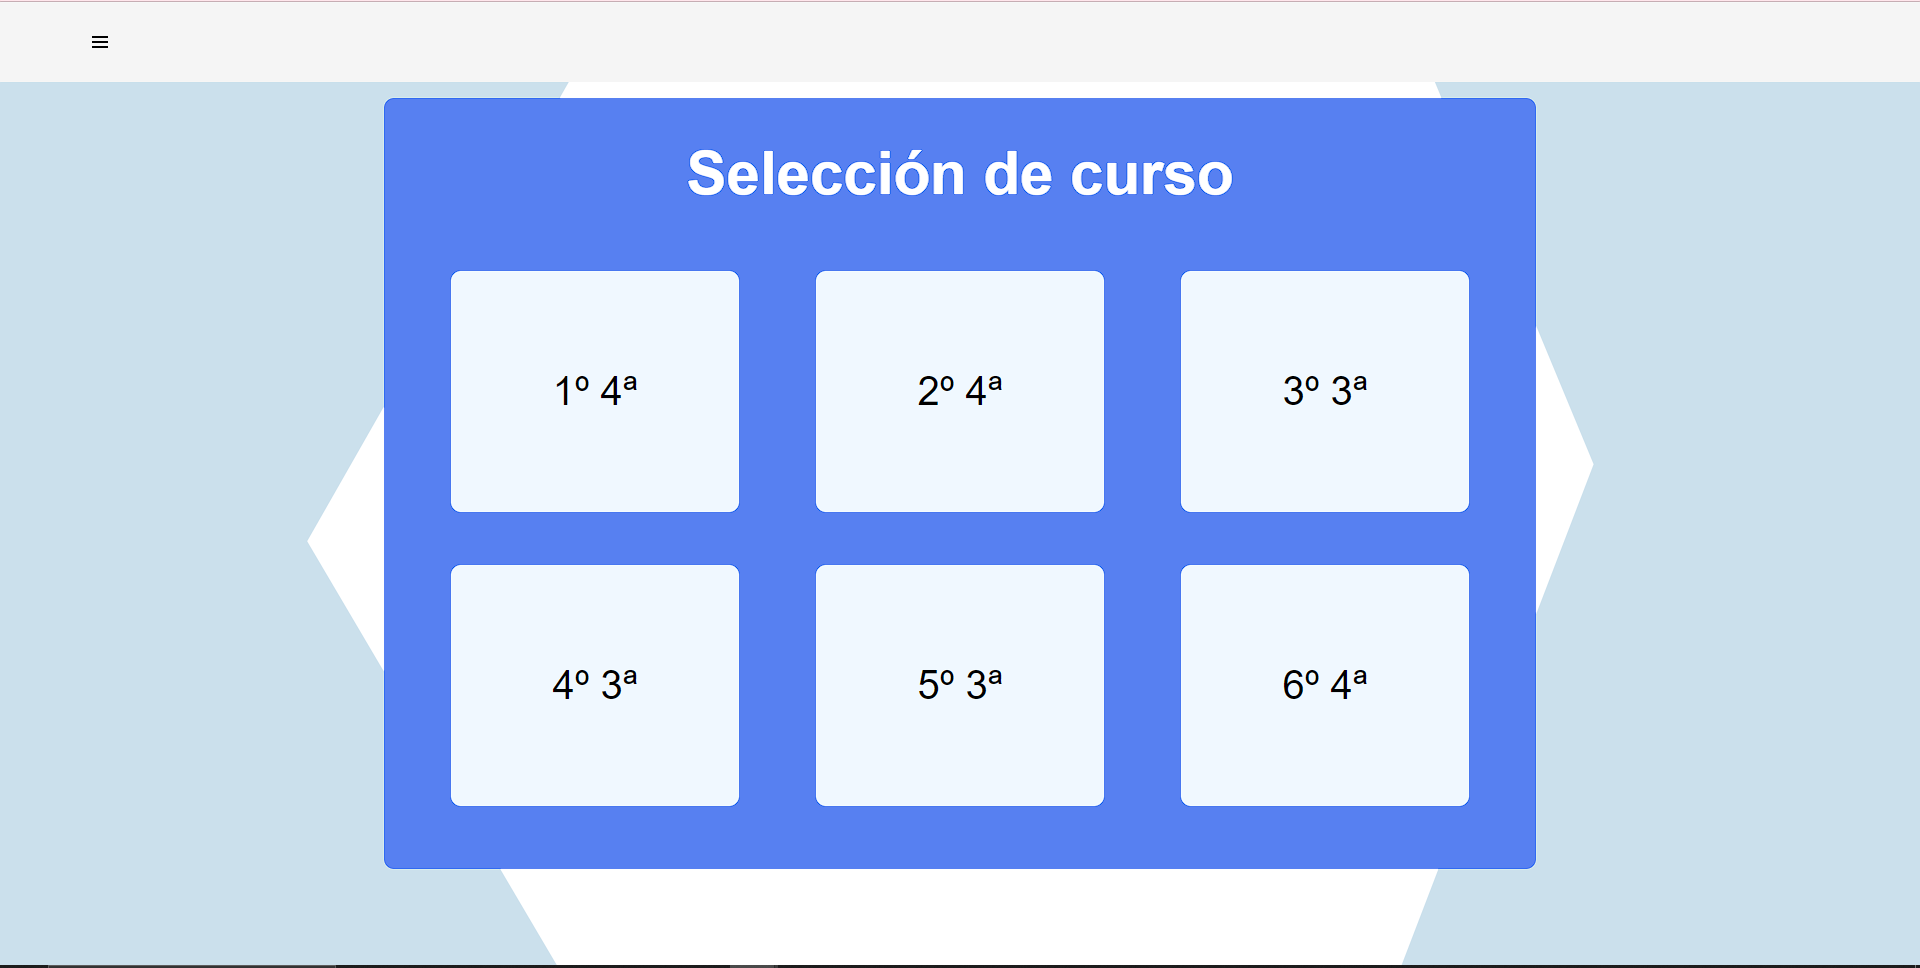 Selección de curso
1º 4ª
2º 4ª
3º 3ª
4º 3ª
5º 3ª
6º 4ª